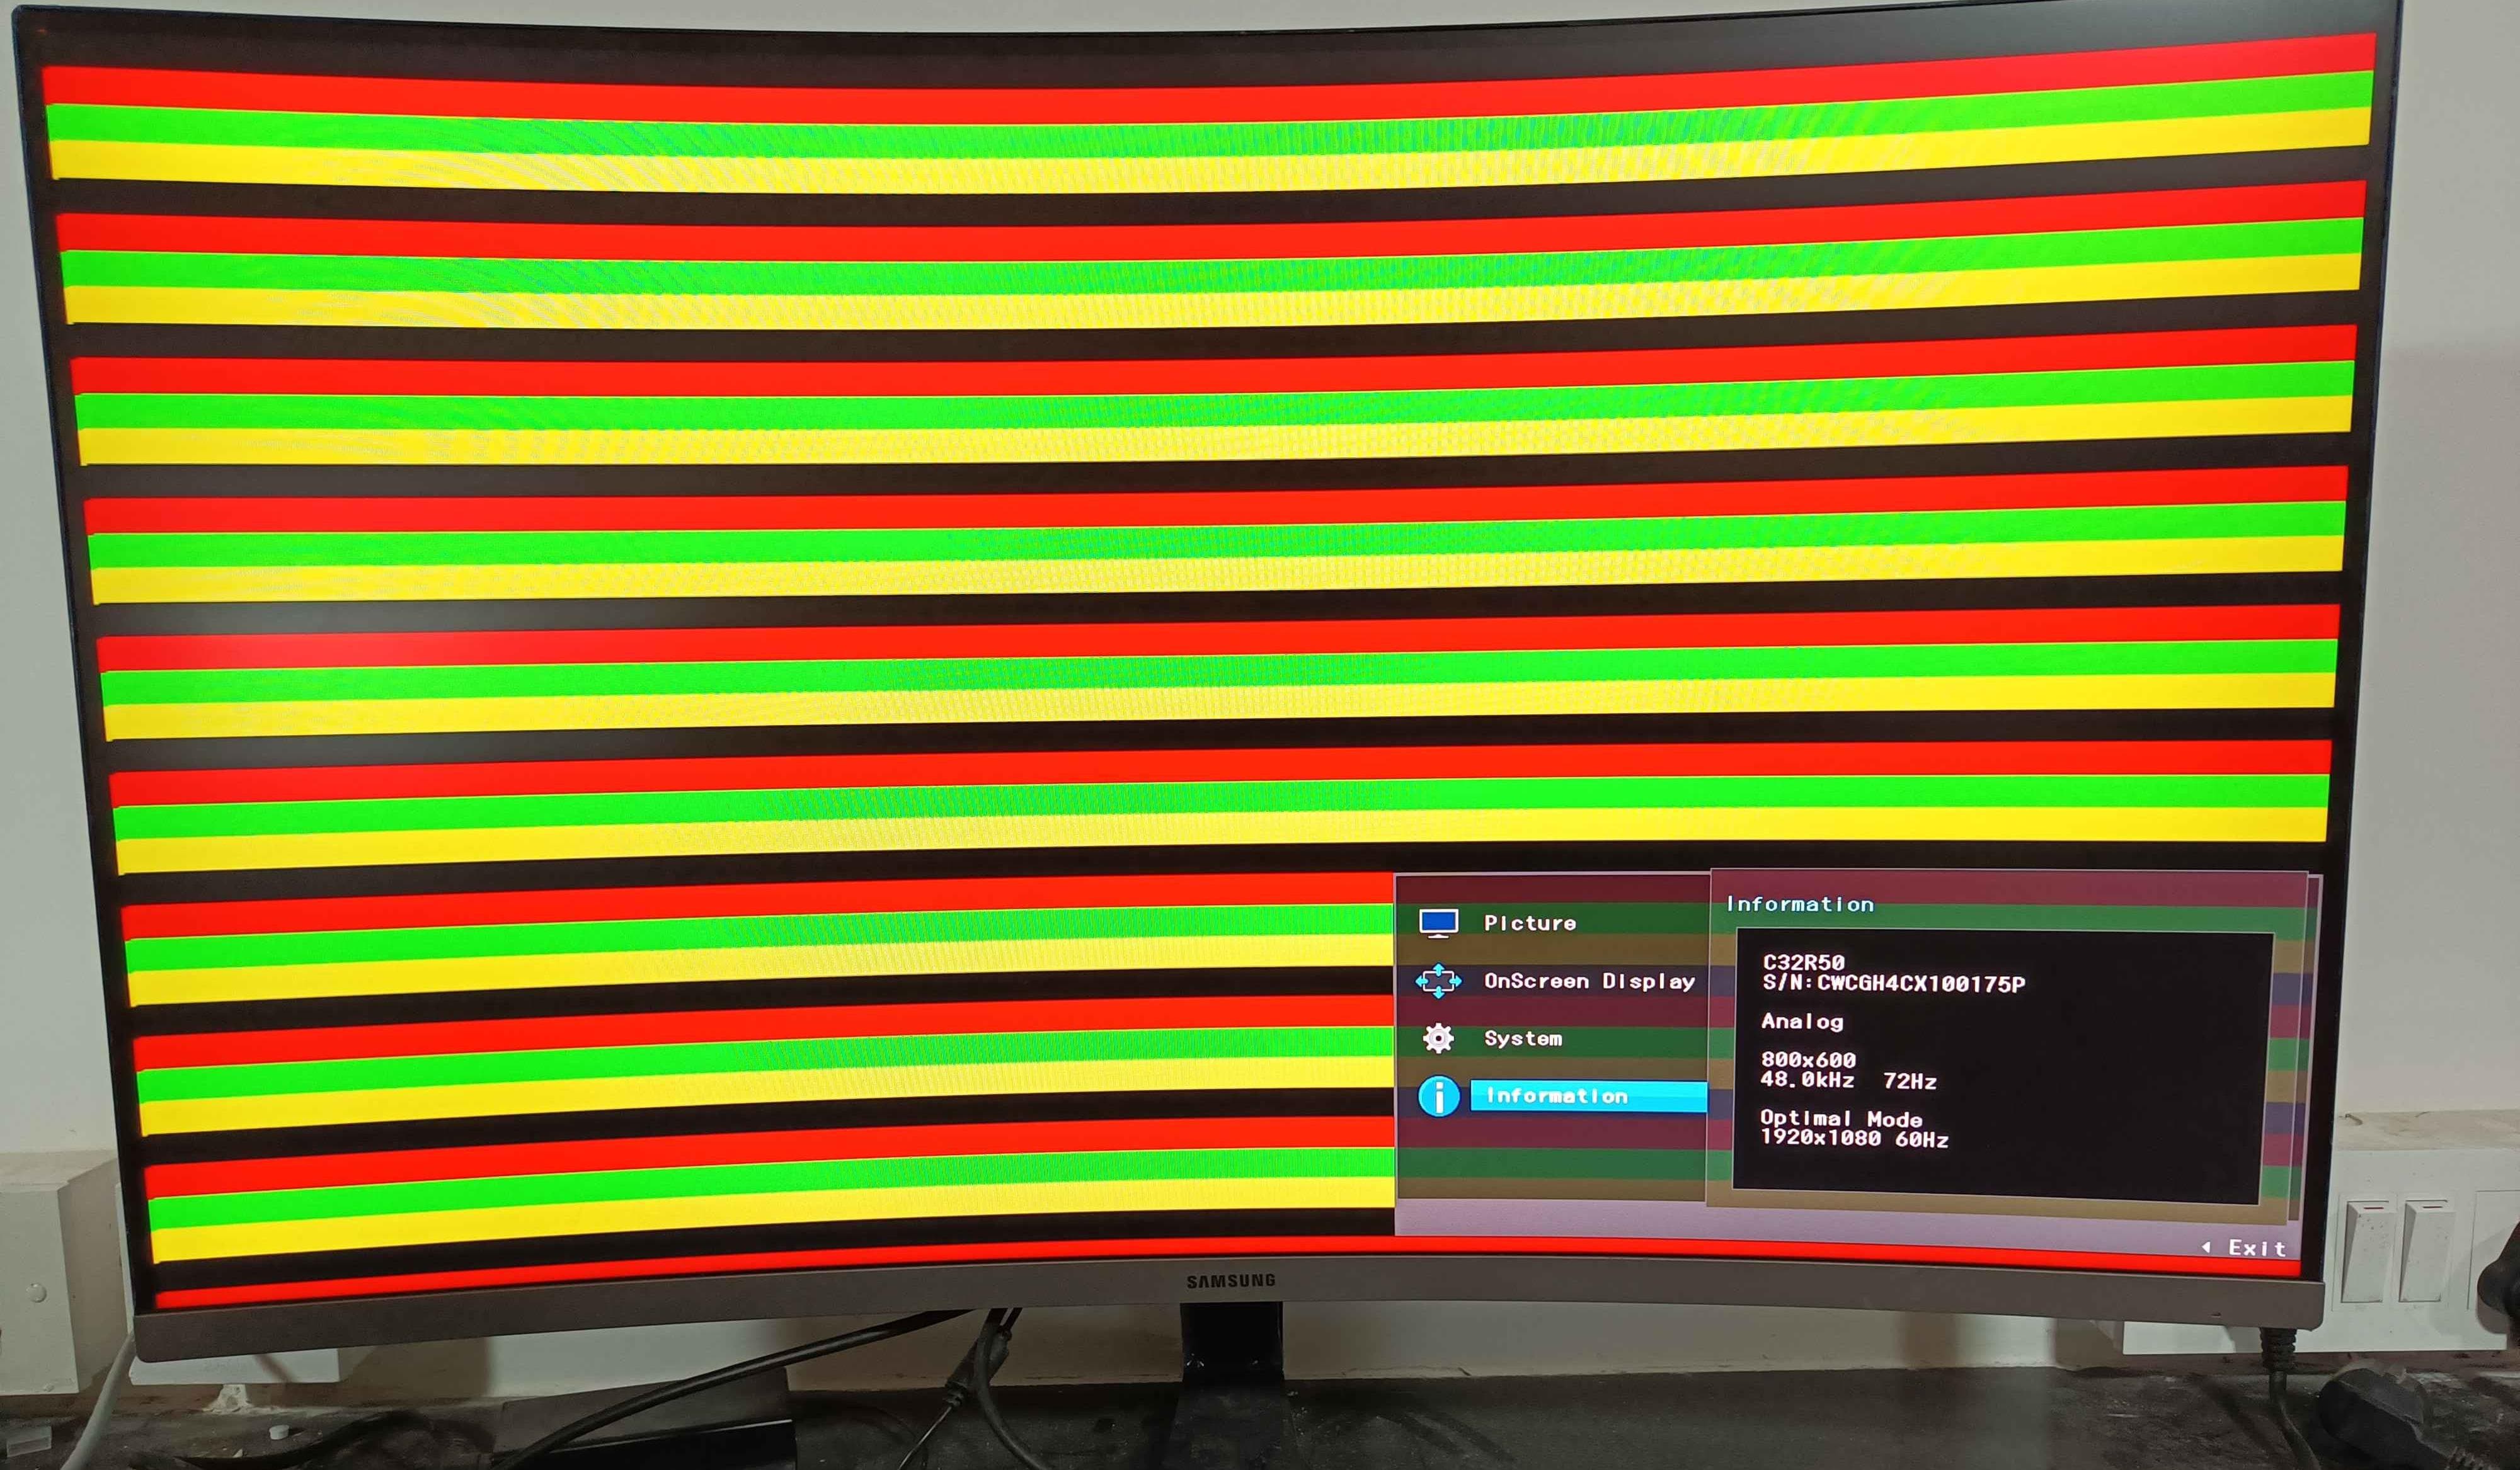 Picture
OnScreen Display
System
Information
Information
C32R50
S/N:CWCGH4CX100175P
Analog
800x600
48.0kHz 72Hz
Optimal Mode
1920x1080 60Hz
Exit
SAMSUNG